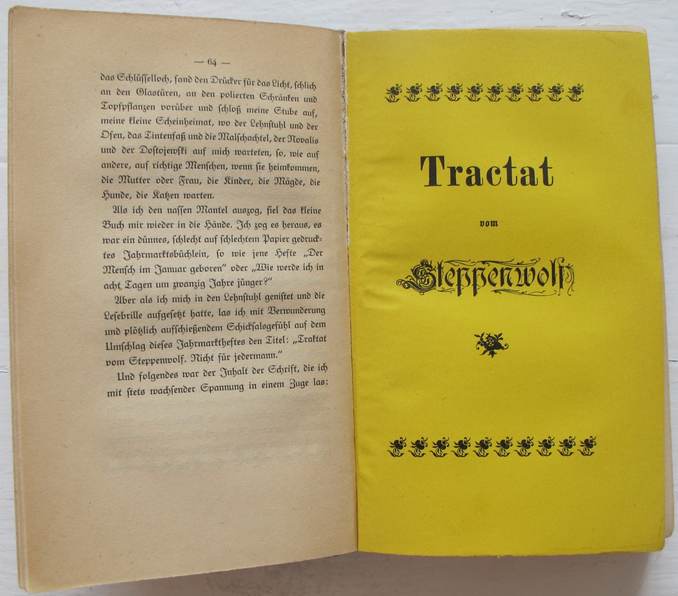 — 64 —
das Schlüsselloch, fand den Drücker für das Licht, schlich
an den Glastüren, an den polierten Schränken und
Topfpflanzen vorüber und schloß meine Stube auf,
meine kleine Scheinheimat, wo der Lehnstuhl und der
Ofen, das Tintenfaß und die Malschachtel, der Novalis
und der Dostojewski auf mich warteten, so, wie auf
andere, auf richtige Menschen, wenn sie heimkommen,
die Mutter oder Frau, die Kinder, die Mägde, die
Hunde, die Katzen warten.
Als ich den nassen Mantel auszog, fiel das kleine
Buch mir wieder in die Hände. Ich zog es heraus, es
war ein dünnes, schlecht auf schlechtem Papier gedruck-
tes Jahrmarktsbüchlein, so wie jene Hefte „Der
Mensch im Januar geboren" oder „Wie werde ich in
acht Tagen um zwanzig Jahre jünger?"
Aber als ich mich in den Lehnstuhl genistet und die
Lesebrille aufgesetzt hatte, las ich mit Verwunderung
und plötzlich aufschießendem Schicksalsgefühl auf dem
Umschlag dieses Jahrmarktheftes den Titel: „Traktat
vom Steppenwolf. Nicht für jedermann."
Und folgendes war der Inhalt der Schrift, die ich
mit stets wachsender Spannung in einem Zuge las:
Tractat
vom
Steppenwolf